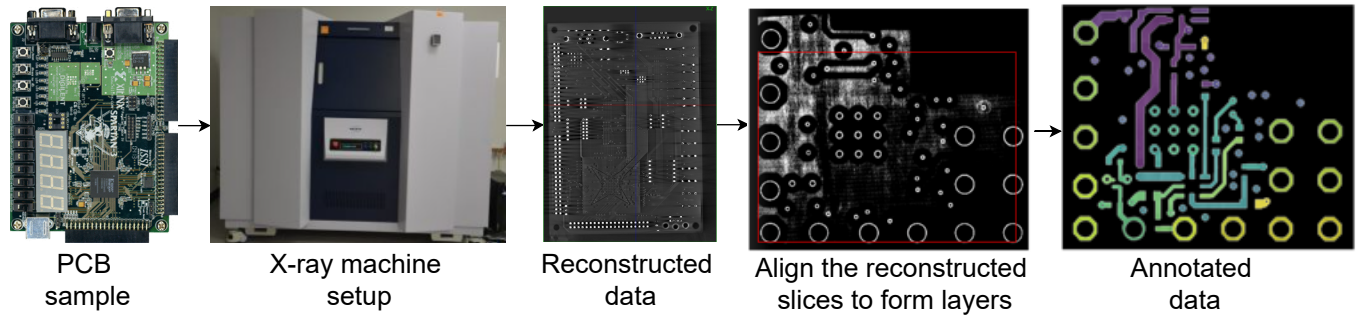 PCB
sample
X-ray machine
setup
Reconstructed
data
Align the reconstructed
slices to form layers
Annotated
data